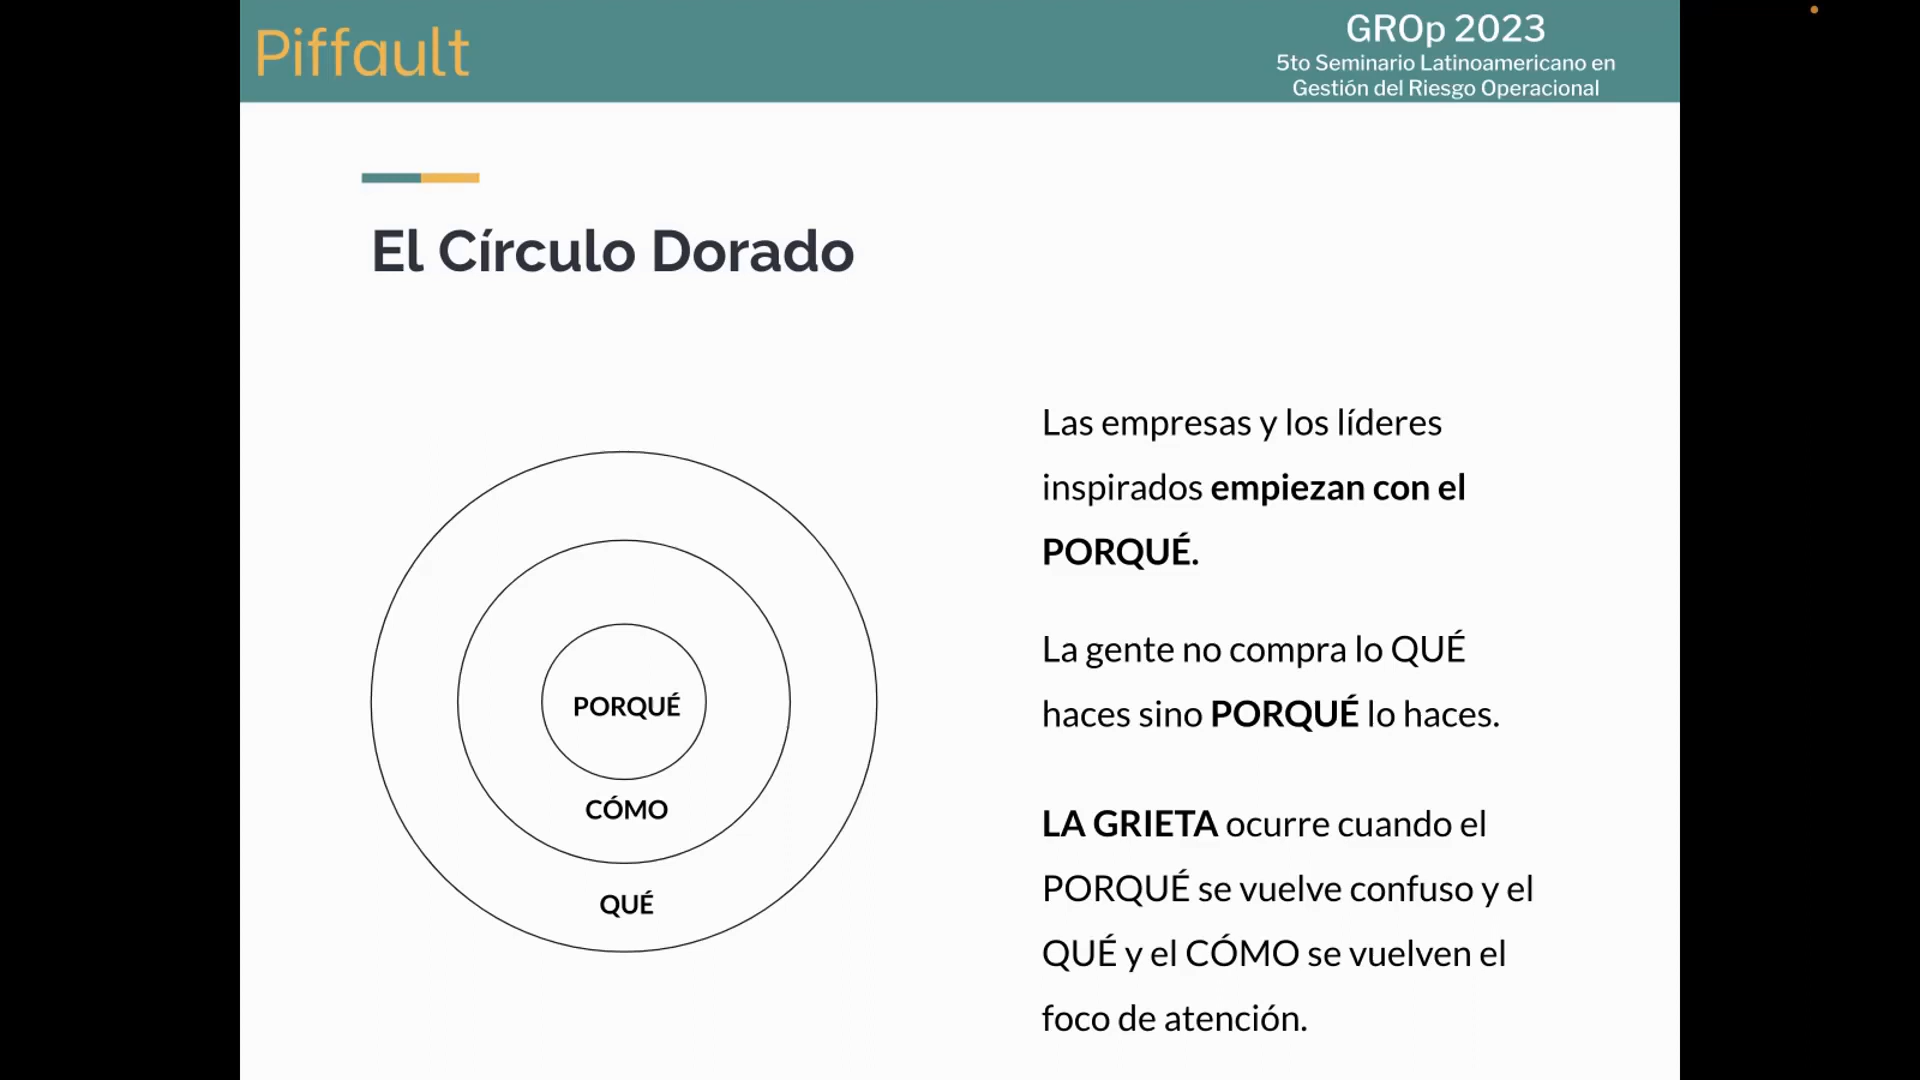 Piffault
GROp 2023
5to Seminario Latinoamericano en
Gestión del Riesgo Operacional
El Círculo Dorado
PORQUÉ
CÓMO
QUÉ
Las empresas y los líderes
inspirados empiezan con el
PORQUÉ.
La gente no compra lo QUÉ
haces sino PORQUÉ lo haces.
LA GRIETA ocurre cuando el
PORQUÉ se vuelve confuso y el
QUÉ y el CÓMO se vuelven el
foco de atención.